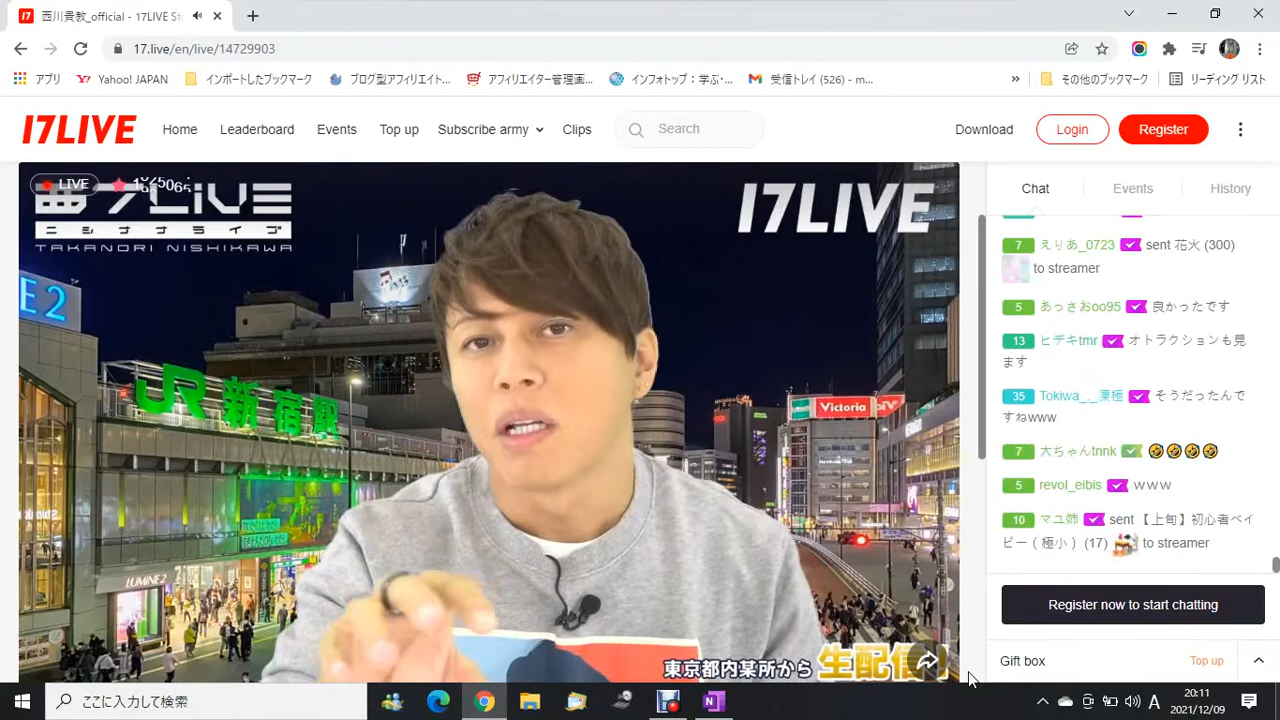 西川貴教_official - 17LIVE St
17.live/en/live/14729903
アプリ
Yahoo! JAPAN
インポートしたブックマーク
ブログ型アフィリエイト...
アフィリエイター管理画...
インフォトップ：学ぶ・...
受信トレイ (526) - m...
»
その他のブックマーク
リーディング リスト
17LIVE
Home
Leaderboard
Events
Top up
Subscribe army
Clips
Search
Download
Login
Register
LIVE
西7LIVE
ニシナナライブ
TAKANORI NISHIKAWA
17LIVE
E 2
JR新宿駅
LUMINE 2
Victoria
東京都内某所から 生配信!
Chat
Events
History
7 えりあ_0723 sent 花火 (300)
to streamer
5 あっさおoo95 良かったです
13 ヒデキtmr オトラクションも見
ます
35 Tokiwa_._凛極 そうだったんで
すねwww
7 大ちゃんtnnk 🤣🤣🤣🤣
5 revol_eibis ｗｗｗ
10 マユ姉 sent 【上旬】初心者ベイ
ビー ( 極小 ) (17) to streamer
Register now to start chatting
Gift box
Top up
ここに入力して検索
A
20:11
2021/12/09